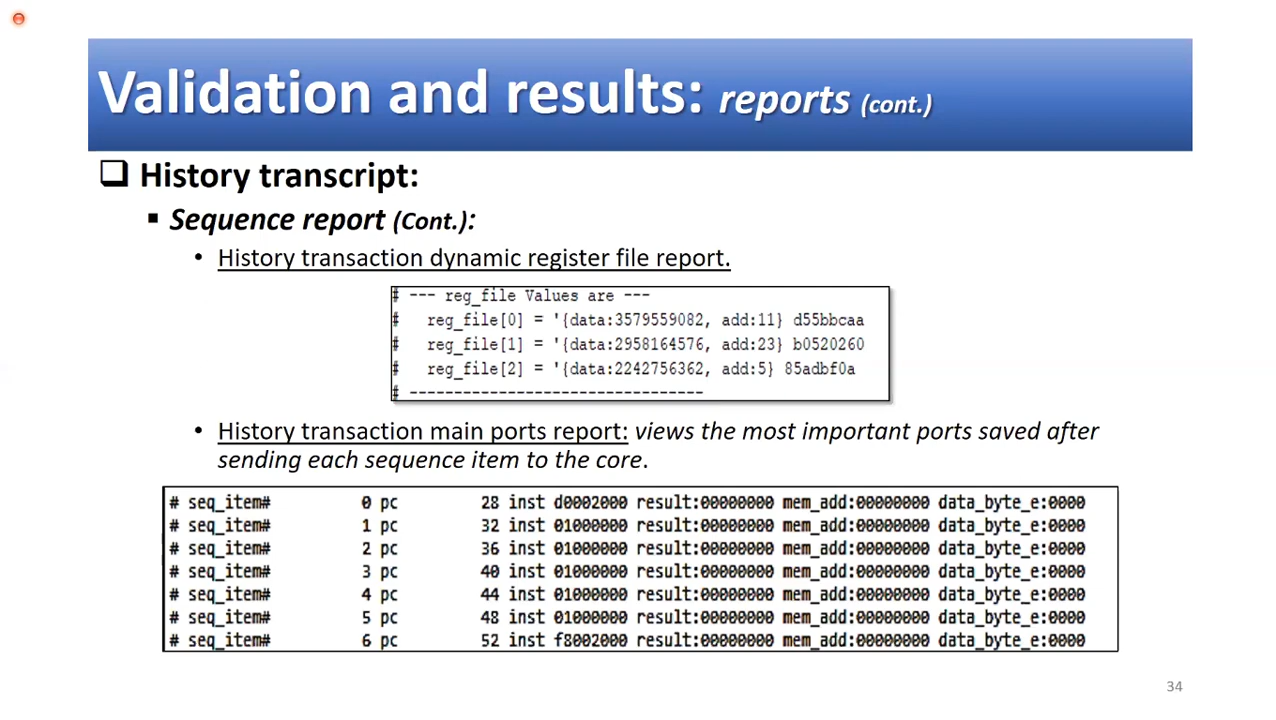 Validation and results: reports (cont.)
History transcript:
Sequence report (Cont.):
• History transaction dynamic register file report.
# --- reg_file Values are ---
# reg_file[0] = '{data:3579559082, add:11} d55bbcaa
# reg_file[1] = '{data:2958164576, add:23} b0520260
# reg_file[2] = '{data:2242756362, add:5} 85adbf0a
# ---------------------------------
• History transaction main ports report: views the most important ports saved after
sending each sequence item to the core.
# seq_item# 0 pc 28 inst d0002000 result:00000000 mem_add:00000000 data_byte_e:0000
# seq_item# 1 pc 32 inst 01000000 result:00000000 mem_add:00000000 data_byte_e:0000
# seq_item# 2 pc 36 inst 01000000 result:00000000 mem_add:00000000 data_byte_e:0000
# seq_item# 3 pc 40 inst 01000000 result:00000000 mem_add:00000000 data_byte_e:0000
# seq_item# 4 pc 44 inst 01000000 result:00000000 mem_add:00000000 data_byte_e:0000
# seq_item# 5 pc 48 inst 01000000 result:00000000 mem_add:00000000 data_byte_e:0000
# seq_item# 6 pc 52 inst f8002000 result:00000000 mem_add:00000000 data_byte_e:0000
34